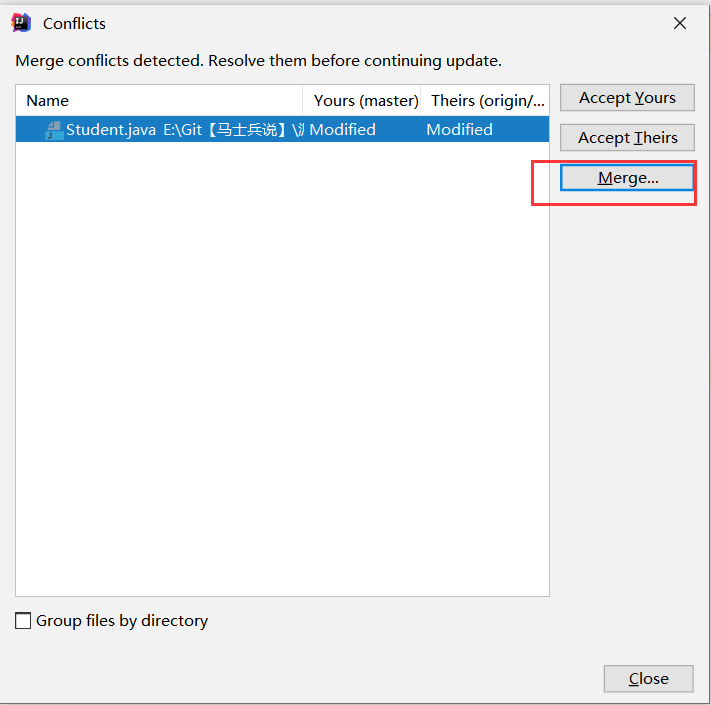 Conflicts
Merge conflicts detected. Resolve them before continuing update.
Name Yours (master) Theirs (origin/...
Student.java E:\Git【马士兵说】\ Modified Modified
Accept Yours
Accept Theirs
Merge...
Group files by directory
Close